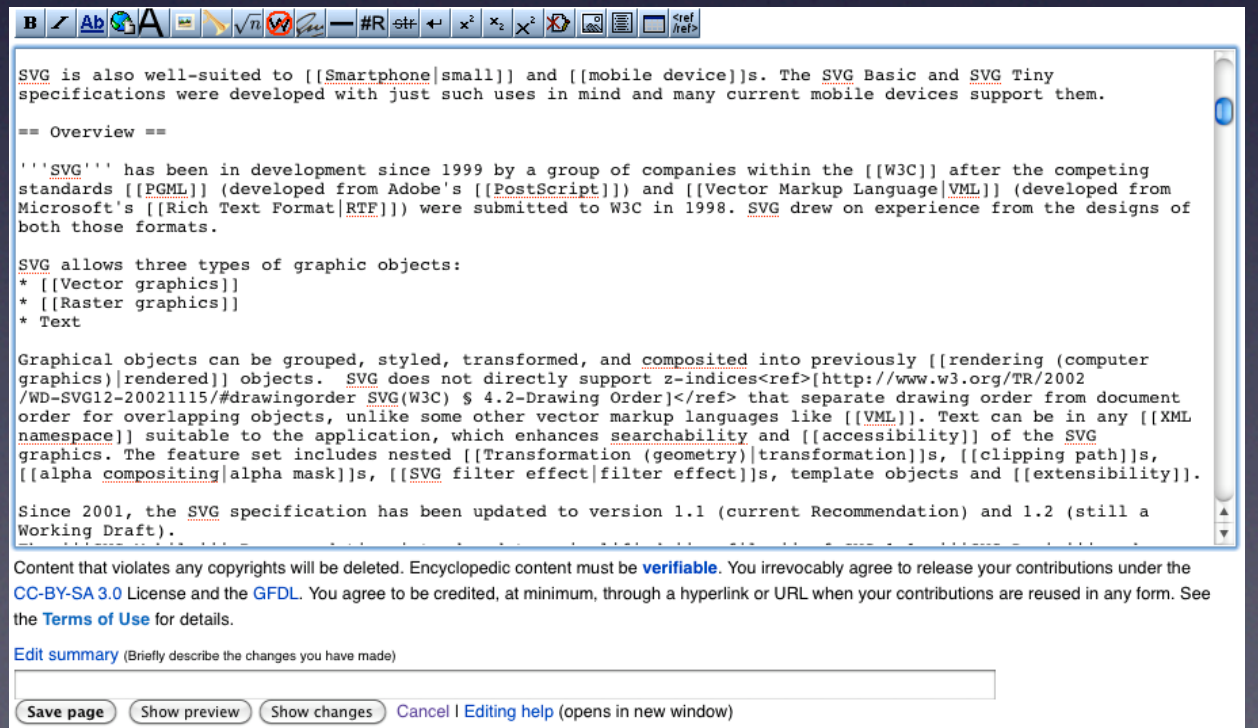 B I Ab A √n W #R str ↵ x² x₂ x² <ref /ref>
SVG is also well-suited to [[Smartphone|small]] and [[mobile device]]s. The SVG Basic and SVG Tiny
specifications were developed with just such uses in mind and many current mobile devices support them.
== Overview ==
'''SVG''' has been in development since 1999 by a group of companies within the [[W3C]] after the competing
standards [[PGML]] (developed from Adobe's [[PostScript]]) and [[Vector Markup Language|VML]] (developed from
Microsoft's [[Rich Text Format|RTF]]) were submitted to W3C in 1998. SVG drew on experience from the designs of
both those formats.
SVG allows three types of graphic objects:
* [[Vector graphics]]
* [[Raster graphics]]
* Text
Graphical objects can be grouped, styled, transformed, and composited into previously [[rendering (computer
graphics)|rendered]] objects.  SVG does not directly support z-indices<ref>[http://www.w3.org/TR/2002
/WD-SVG12-20021115/#drawingorder SVG(W3C) § 4.2-Drawing Order]</ref> that separate drawing order from document
order for overlapping objects, unlike some other vector markup languages like [[VML]]. Text can be in any [[XML
namespace]] suitable to the application, which enhances searchability and [[accessibility]] of the SVG
graphics. The feature set includes nested [[Transformation (geometry)|transformation]]s, [[clipping path]]s,
[[alpha compositing|alpha mask]]s, [[SVG filter effect|filter effect]]s, template objects and [[extensibility]].
Since 2001, the SVG specification has been updated to version 1.1 (current Recommendation) and 1.2 (still a
Working Draft).
Content that violates any copyrights will be deleted. Encyclopedic content must be verifiable. You irrevocably agree to release your contributions under the
CC-BY-SA 3.0 License and the GFDL. You agree to be credited, at minimum, through a hyperlink or URL when your contributions are reused in any form. See
the Terms of Use for details.
Edit summary (Briefly describe the changes you have made)
Save page Show preview Show changes Cancel | Editing help (opens in new window)